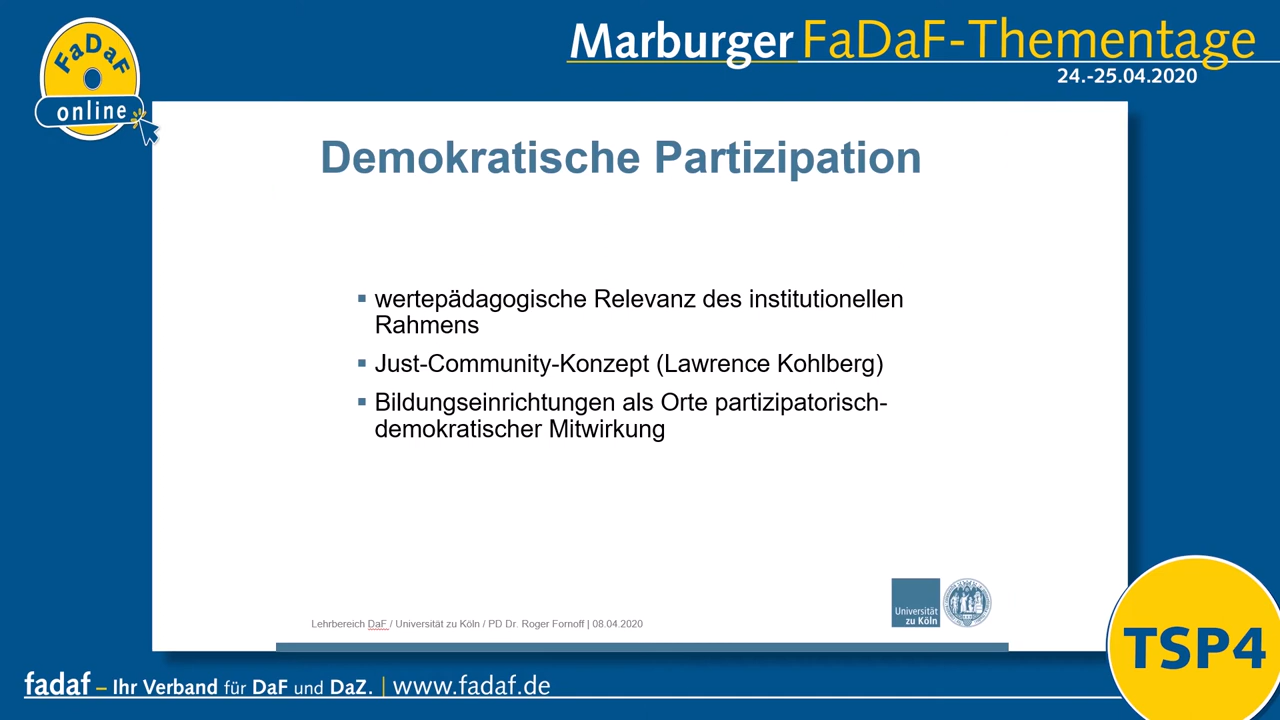 FaDaF
online
Marburger FaDaF-Thementage
24.-25.04.2020
Demokratische Partizipation
▪ wertepädagogische Relevanz des institutionellen
Rahmens
▪ Just-Community-Konzept (Lawrence Kohlberg)
▪ Bildungseinrichtungen als Orte partizipatorisch-
demokratischer Mitwirkung
Universität
zu Köln
Lehrbereich DaF / Universität zu Köln / PD Dr. Roger Fornoff | 08.04.2020
TSP4
fadaf – Ihr Verband für DaF und DaZ. | www.fadaf.de